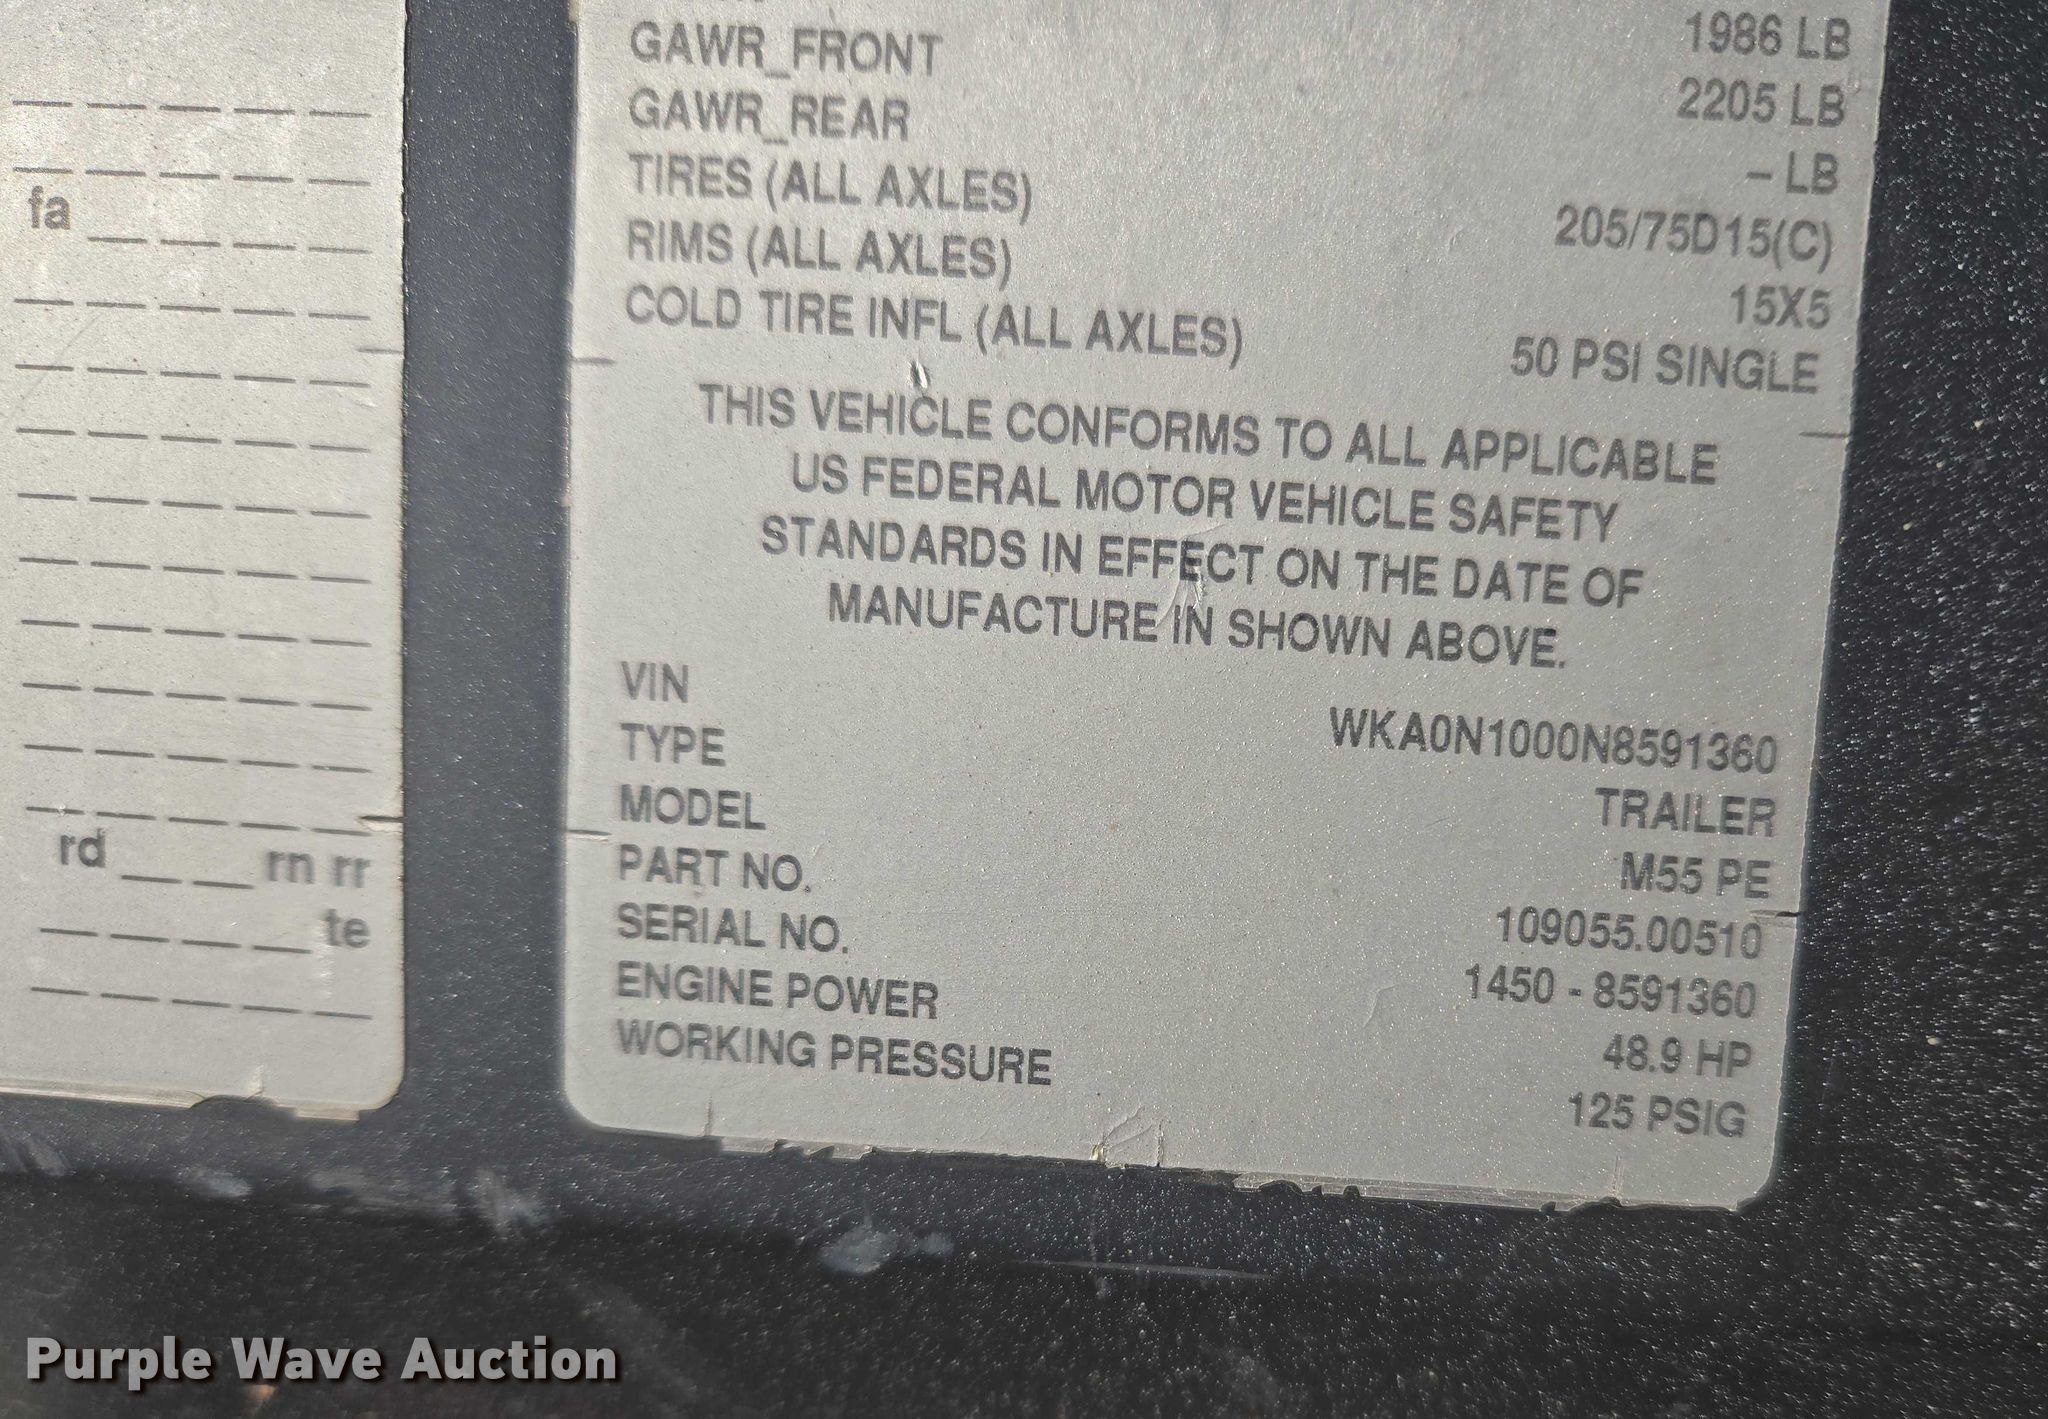 1986 LB
GAWR_FRONT 2205 LB
GAWR_REAR – LB
TIRES (ALL AXLES) 205/75D15(C)
RIMS (ALL AXLES) 15X5
COLD TIRE INFL (ALL AXLES) 50 PSI SINGLE
THIS VEHICLE CONFORMS TO ALL APPLICABLE
US FEDERAL MOTOR VEHICLE SAFETY
STANDARDS IN EFFECT ON THE DATE OF
MANUFACTURE IN SHOWN ABOVE.
VIN WKA0N1000N8591360
TYPE TRAILER
MODEL M55 PE
PART NO. 109055.00510
SERIAL NO. 1450 - 8591360
ENGINE POWER 48.9 HP
WORKING PRESSURE 125 PSIG
fa
rd rn rr
te
Purple Wave Auction